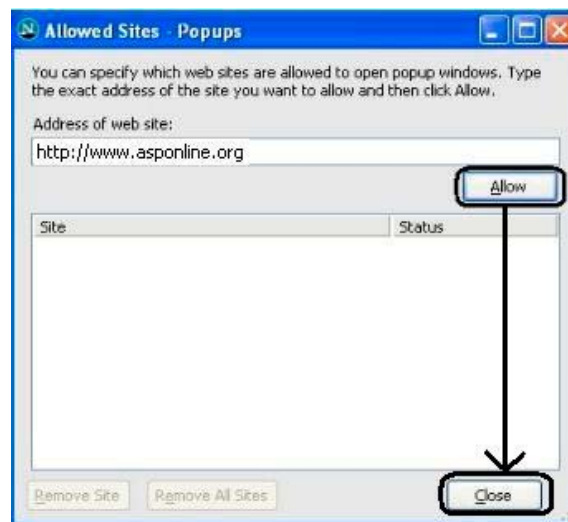 Allowed Sites - Popups
You can specify which web sites are allowed to open popup windows. Type
the exact address of the site you want to allow and then click Allow.
Address of web site:
http://www.asponline.org
Allow
Site Status
Remove Site Remove All Sites Close